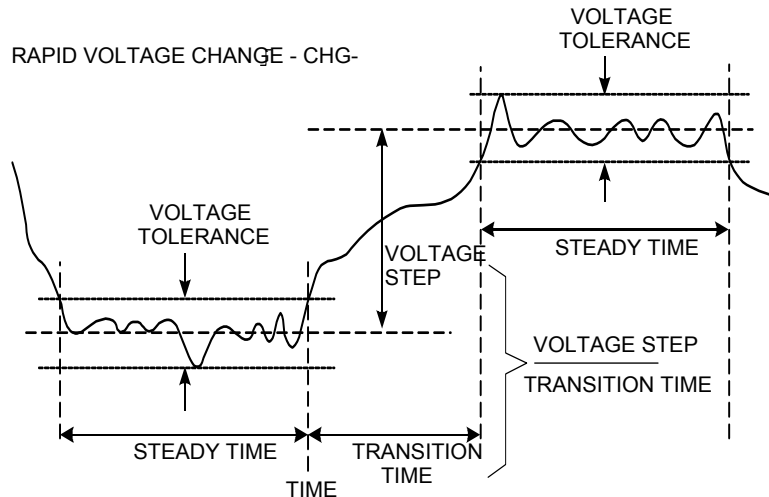 VOLTAGE
TOLERANCE
RAPID VOLTAGE CHANGE - CHG-
VOLTAGE
TOLERANCE
VOLTAGE
STEP
STEADY TIME
VOLTAGE STEP
TRANSITION TIME
STEADY TIME
TRANSITION
TIME
TIME